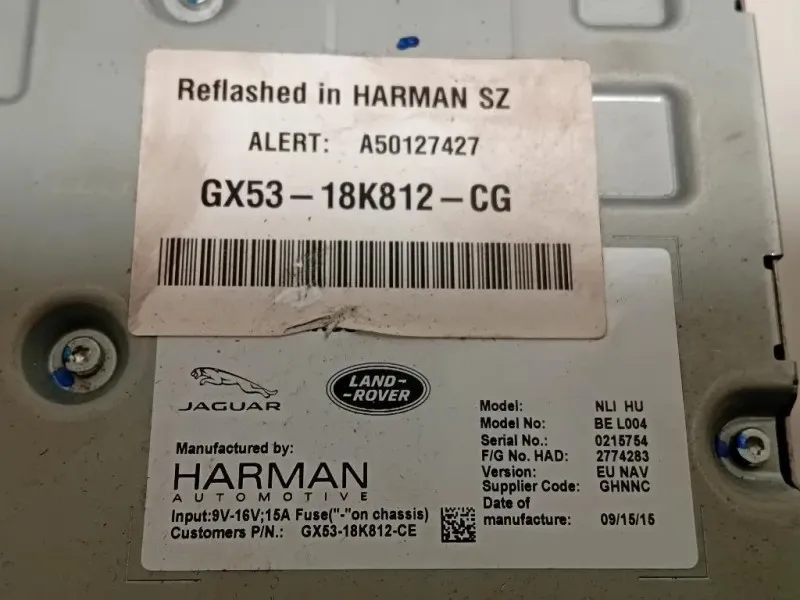 Reflashed in HARMAN SZ
ALERT: A50127427
GX53-18K812-CG
JAGUAR
LAND-
-ROVER
Manufactured by:
HARMAN
AUTOMOTIVE
Input:9V-16V;15A Fuse("-"on chassis)
Customers P/N.: GX53-18K812-CE
Model: NLI HU
Model No: BE L004
Serial No.: 0215754
F/G No. HAD: 2774283
Version: EU NAV
Supplier Code: GHNNC
Date of
manufacture: 09/15/15